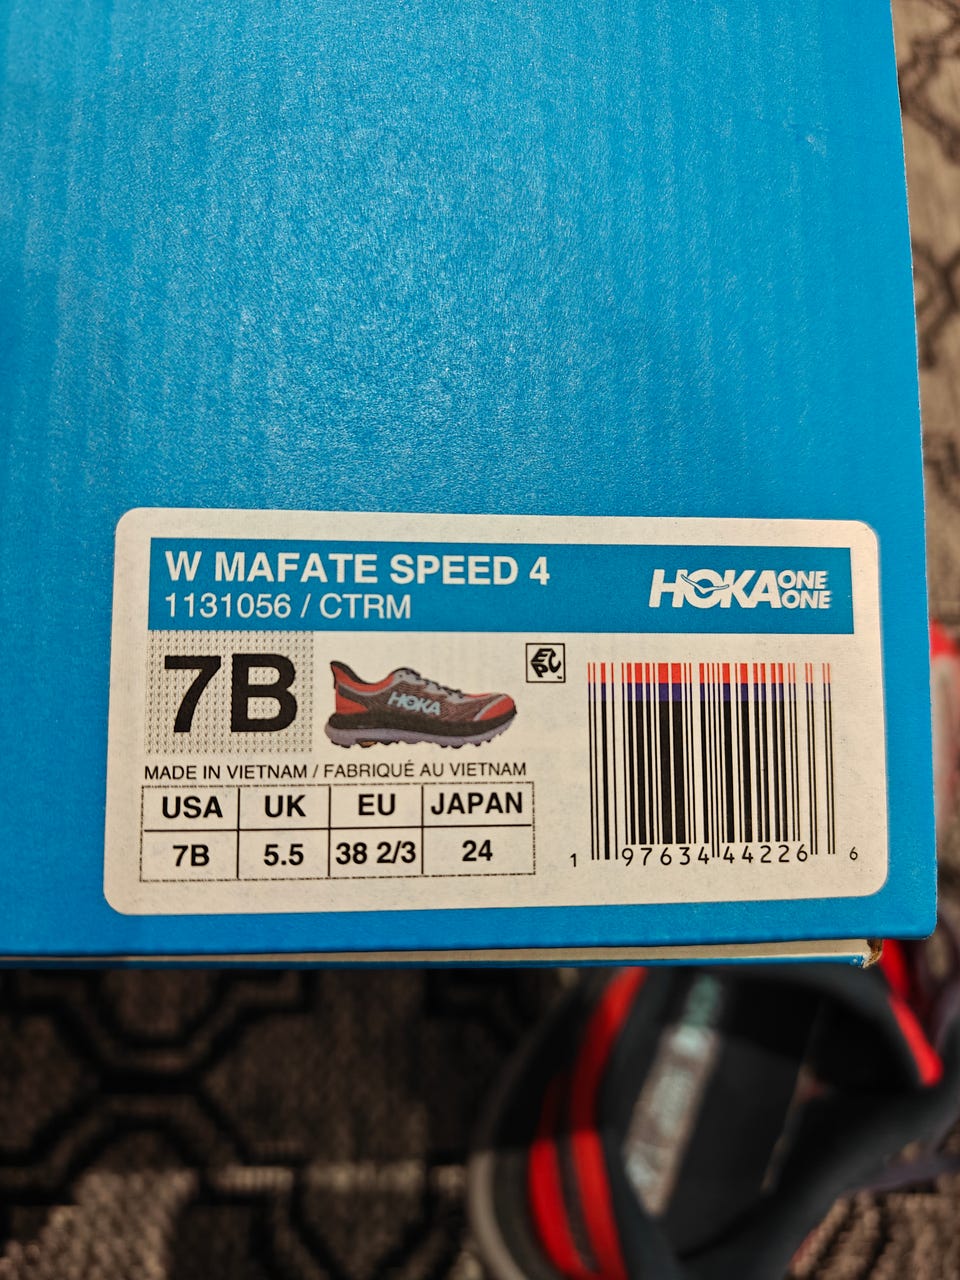 W MAFATE SPEED 4
1131056 / CTRM
HOKA ONE ONE
7B
HOKA
EPC
MADE IN VIETNAM / FABRIQUÉ AU VIETNAM
USA UK EU JAPAN
7B 5.5 38 2/3 24
1 97634 44226 6